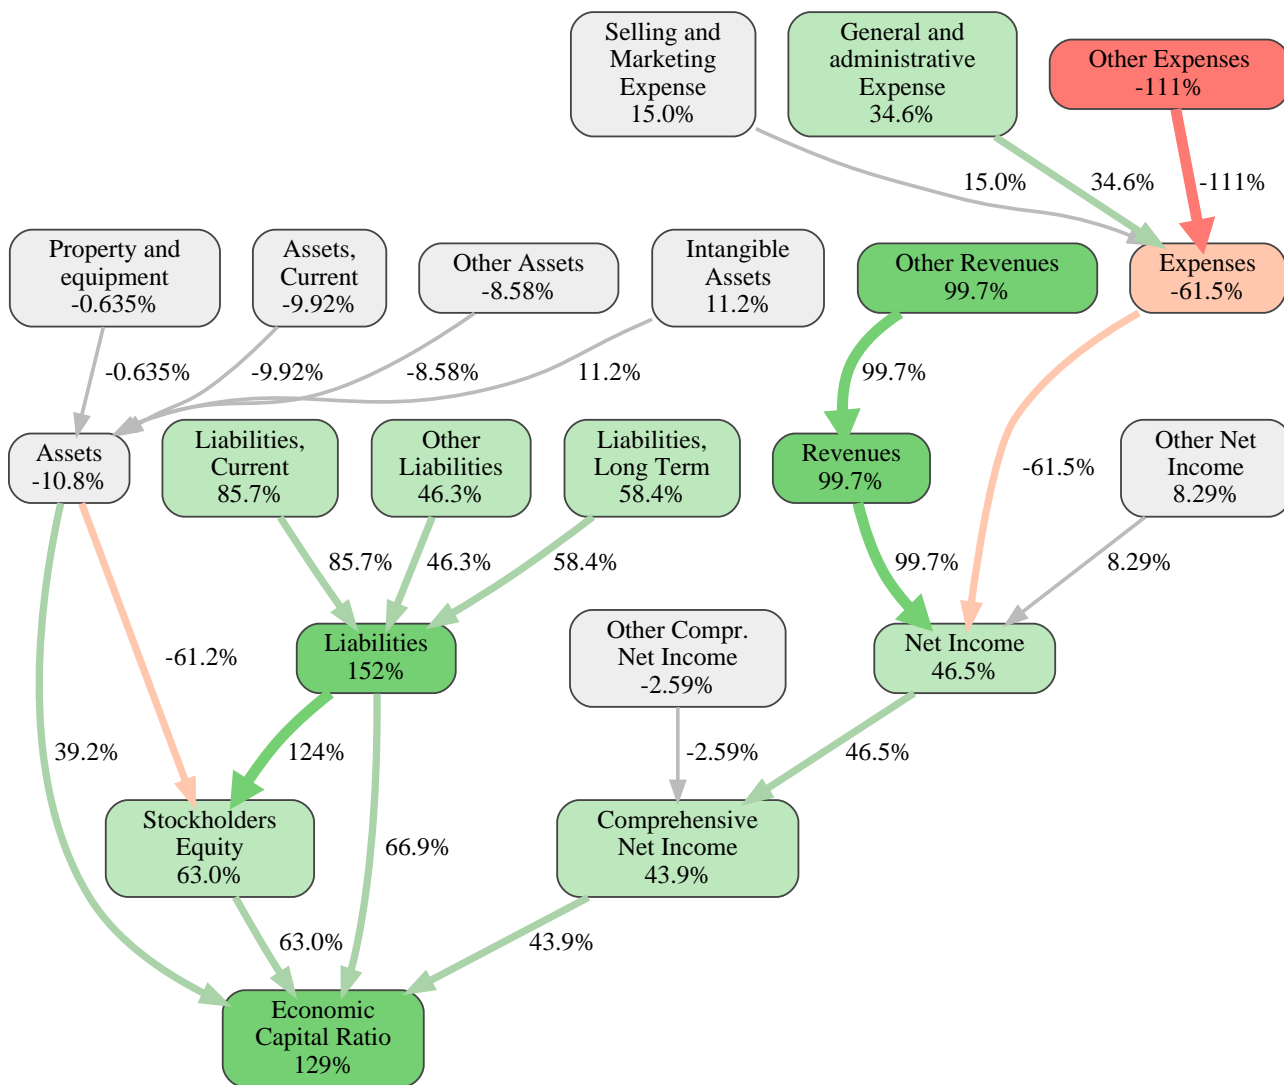 Selling and
Marketing
Expense
15.0%
General and
administrative
Expense
34.6%
Other Expenses
-111%
15.0%
34.6%
-111%
Property and
equipment
-0.635%
Assets,
Current
-9.92%
Other Assets
-8.58%
Intangible
Assets
11.2%
Other Revenues
99.7%
Expenses
-61.5%
-0.635%
-9.92%
-8.58%
11.2%
99.7%
Assets
-10.8%
Liabilities,
Current
85.7%
Other
Liabilities
46.3%
Liabilities,
Long Term
58.4%
Revenues
99.7%
-61.5%
Other Net
Income
8.29%
85.7%
46.3%
58.4%
99.7%
8.29%
-61.2%
Liabilities
152%
Other Compr.
Net Income
-2.59%
Net Income
46.5%
39.2%
124%
-2.59%
46.5%
Stockholders
Equity
63.0%
66.9%
Comprehensive
Net Income
43.9%
63.0%
43.9%
Economic
Capital Ratio
129%